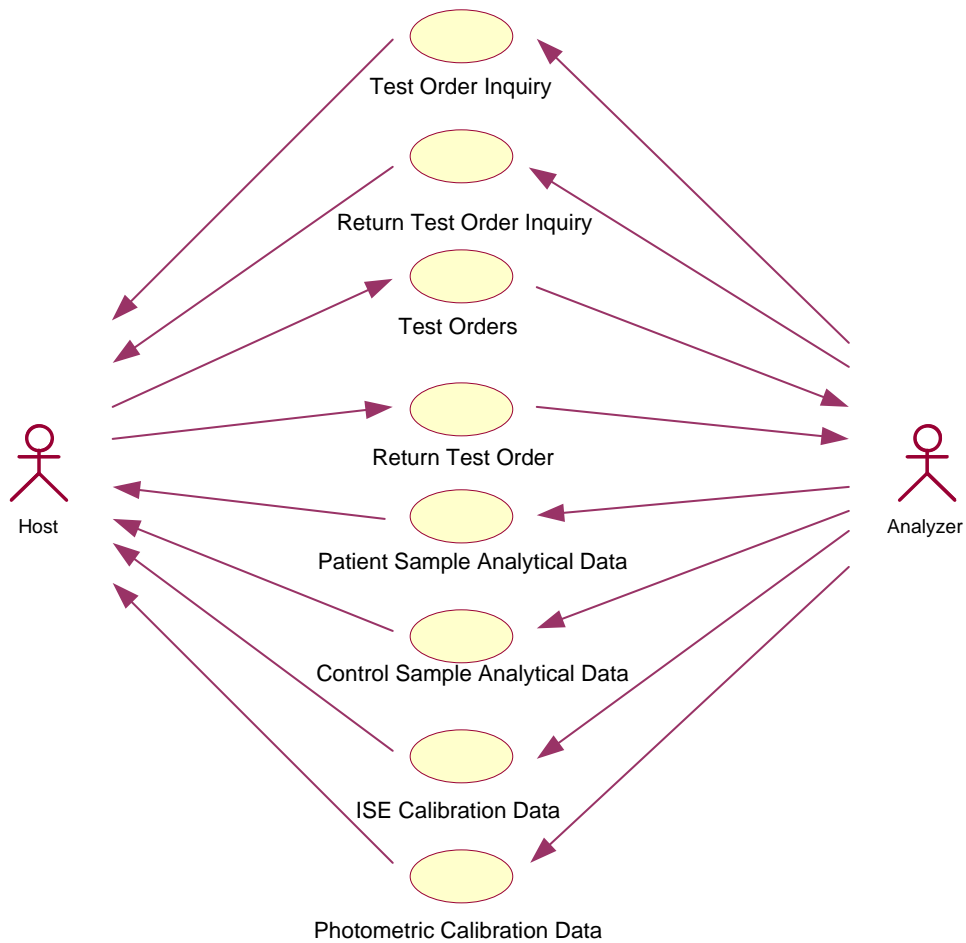 Test Order Inquiry
Return Test Order Inquiry
Test Orders
Return Test Order
Host
Analyzer
Patient Sample Analytical Data
Control Sample Analytical Data
ISE Calibration Data
Photometric Calibration Data